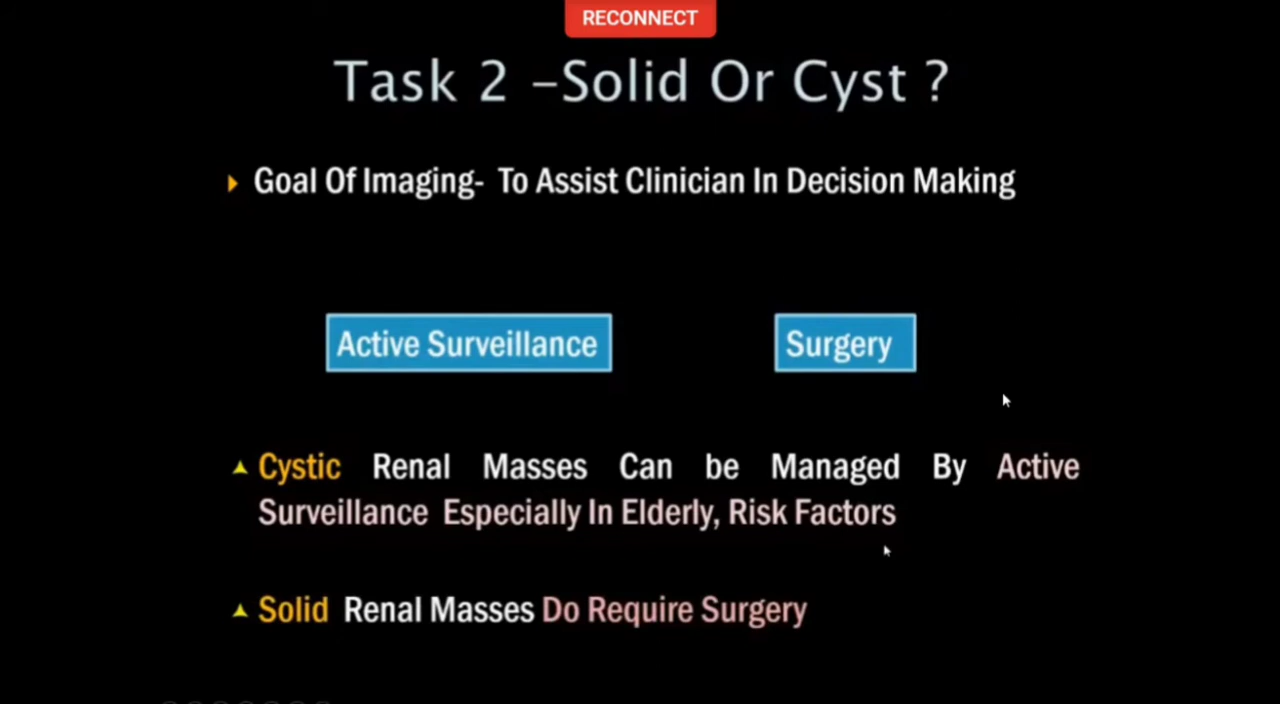 RECONNECT
Task 2 -Solid Or Cyst ?
Goal Of Imaging- To Assist Clinician In Decision Making
Active Surveillance
Surgery
Cystic Renal Masses Can be Managed By Active
Surveillance Especially In Elderly, Risk Factors
Solid Renal Masses Do Require Surgery